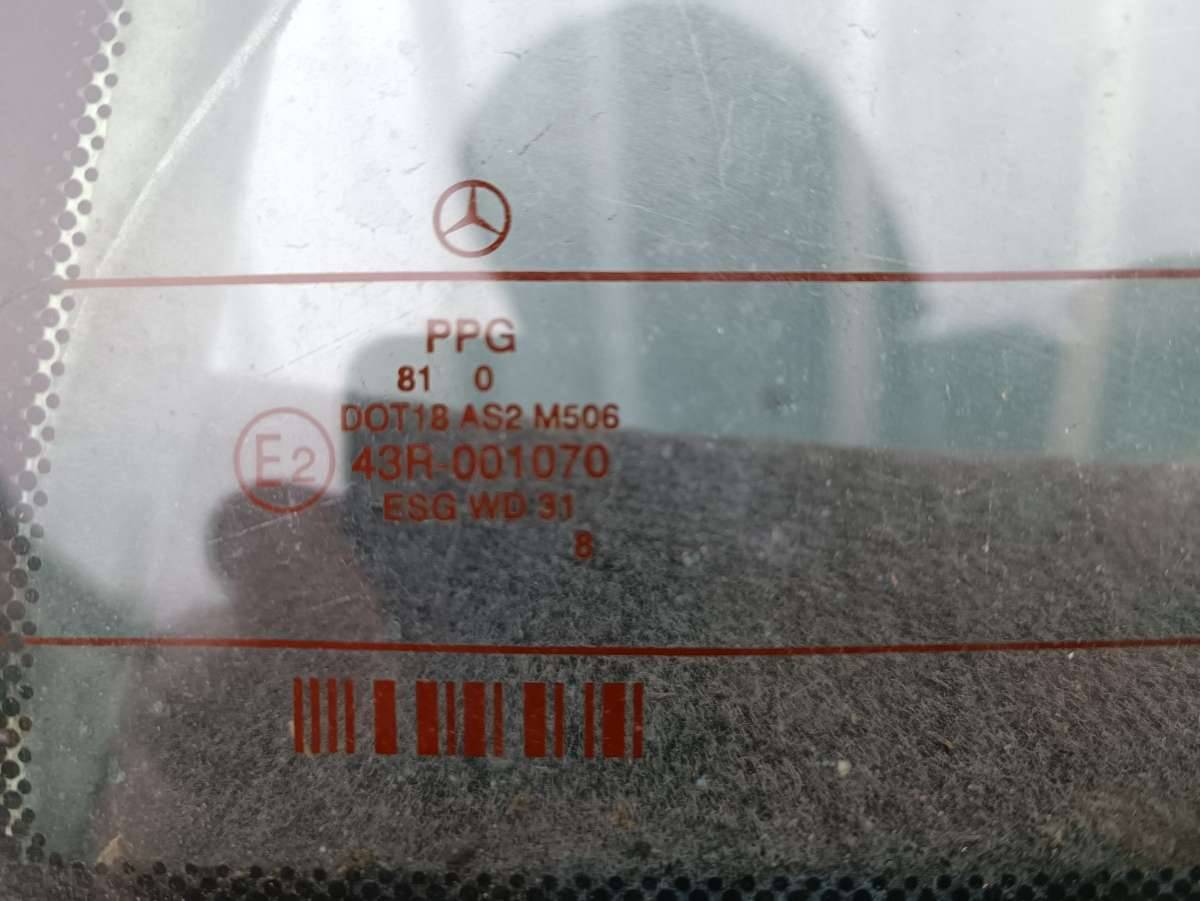 PPG
81 0
DOT18 AS2 M506
E2 43R-001070
ESG WD 31
8